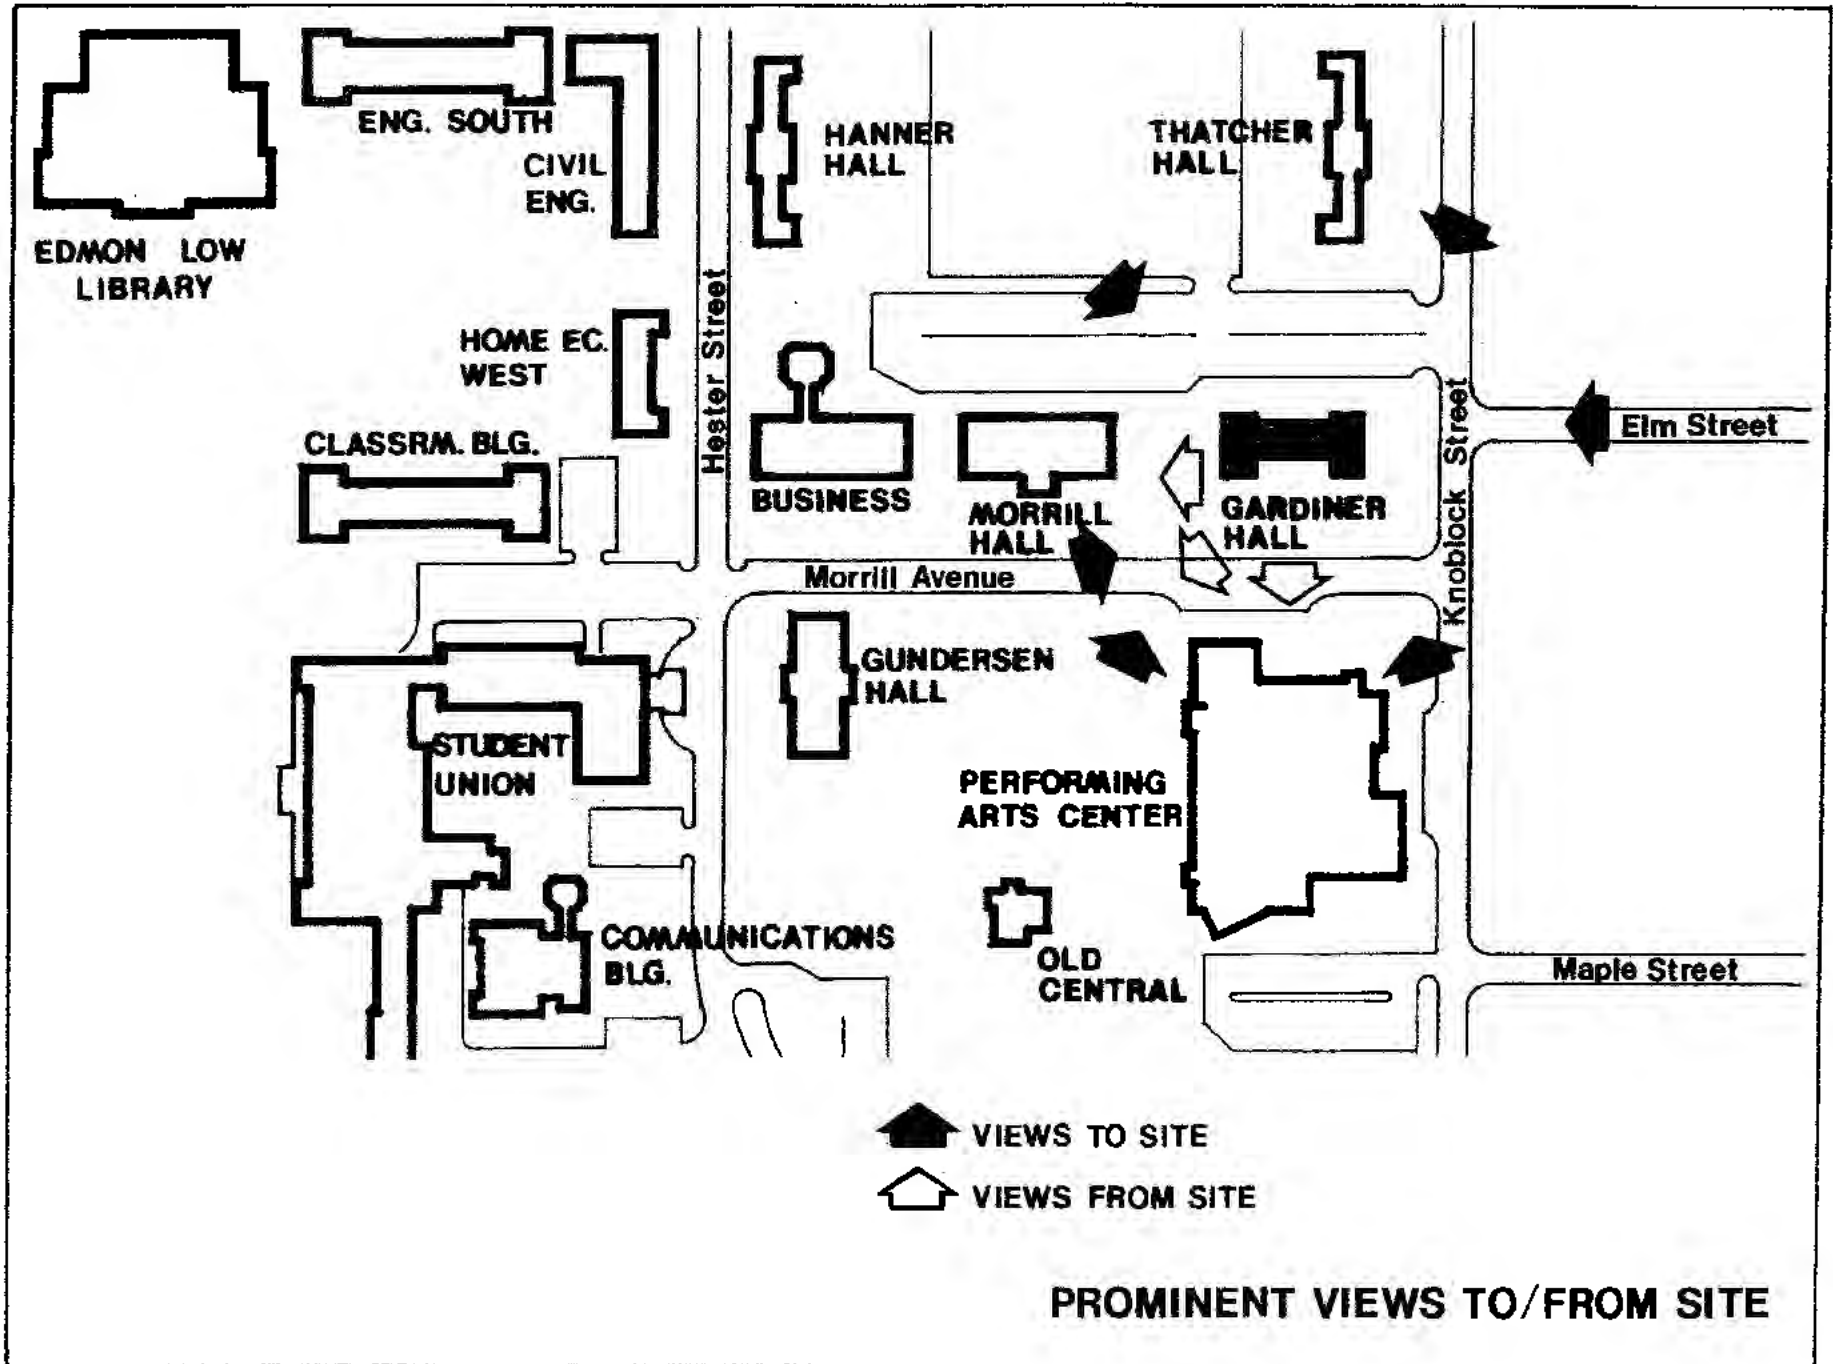 ENG. SOUTH
CIVIL
ENG.
HANNER
HALL
THATCHER
HALL
EDMON LOW
LIBRARY
Hester Street
HOME EC.
WEST
CLASSRM. BLG.
BUSINESS
MORRILL
HALL
GARDINER
HALL
Knoblock Street
Elm Street
Morrill Avenue
GUNDERSEN
HALL
STUDENT
UNION
PERFORMING
ARTS CENTER
COMMUNICATIONS
BLG.
OLD
CENTRAL
Maple Street
VIEWS TO SITE
VIEWS FROM SITE
PROMINENT VIEWS TO/FROM SITE